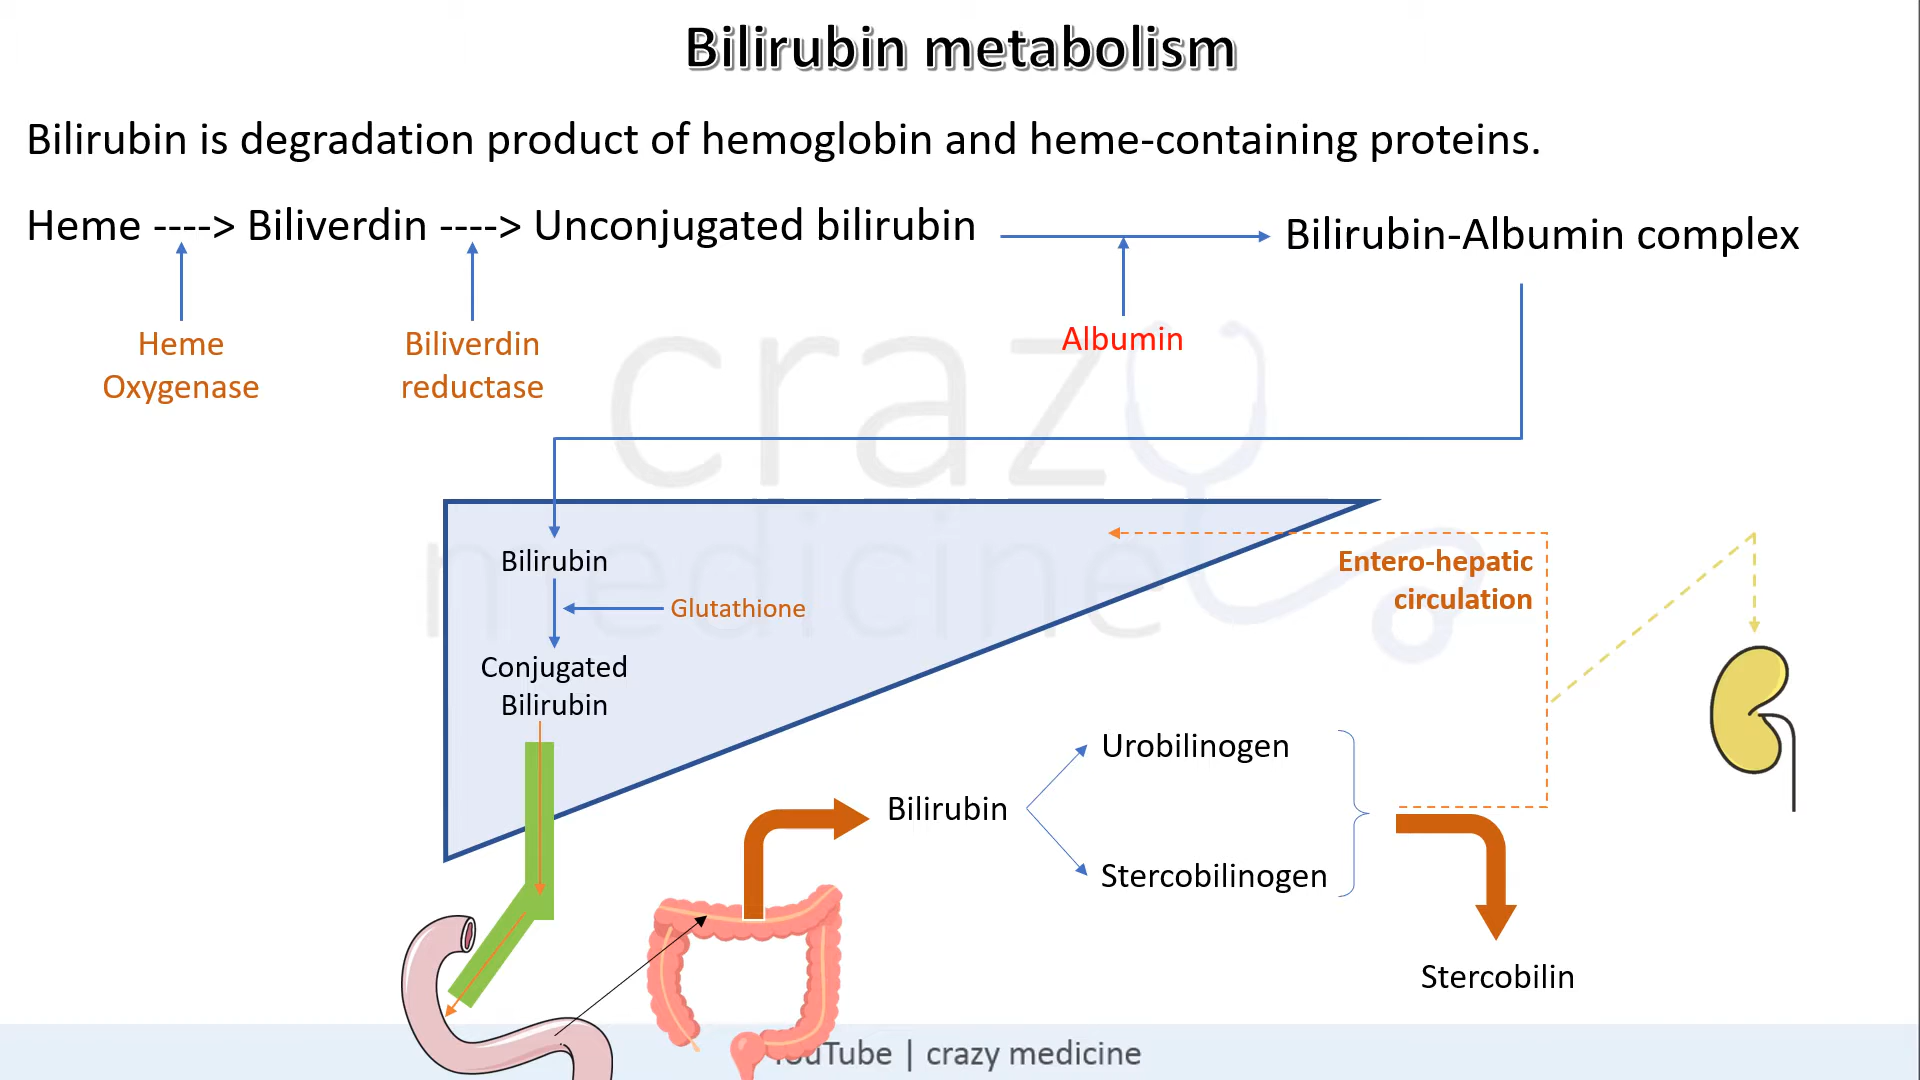 Bilirubin metabolism
Bilirubin is degradation product of hemoglobin and heme-containing proteins.
Heme ----> Biliverdin ----> Unconjugated bilirubin
Bilirubin-Albumin complex
Heme
Oxygenase
Biliverdin
reductase
Albumin
crazy
medicine
Bilirubin
Glutathione
Conjugated
Bilirubin
Entero-hepatic
circulation
Urobilinogen
Bilirubin
Stercobilinogen
Stercobilin
YouTube | crazy medicine